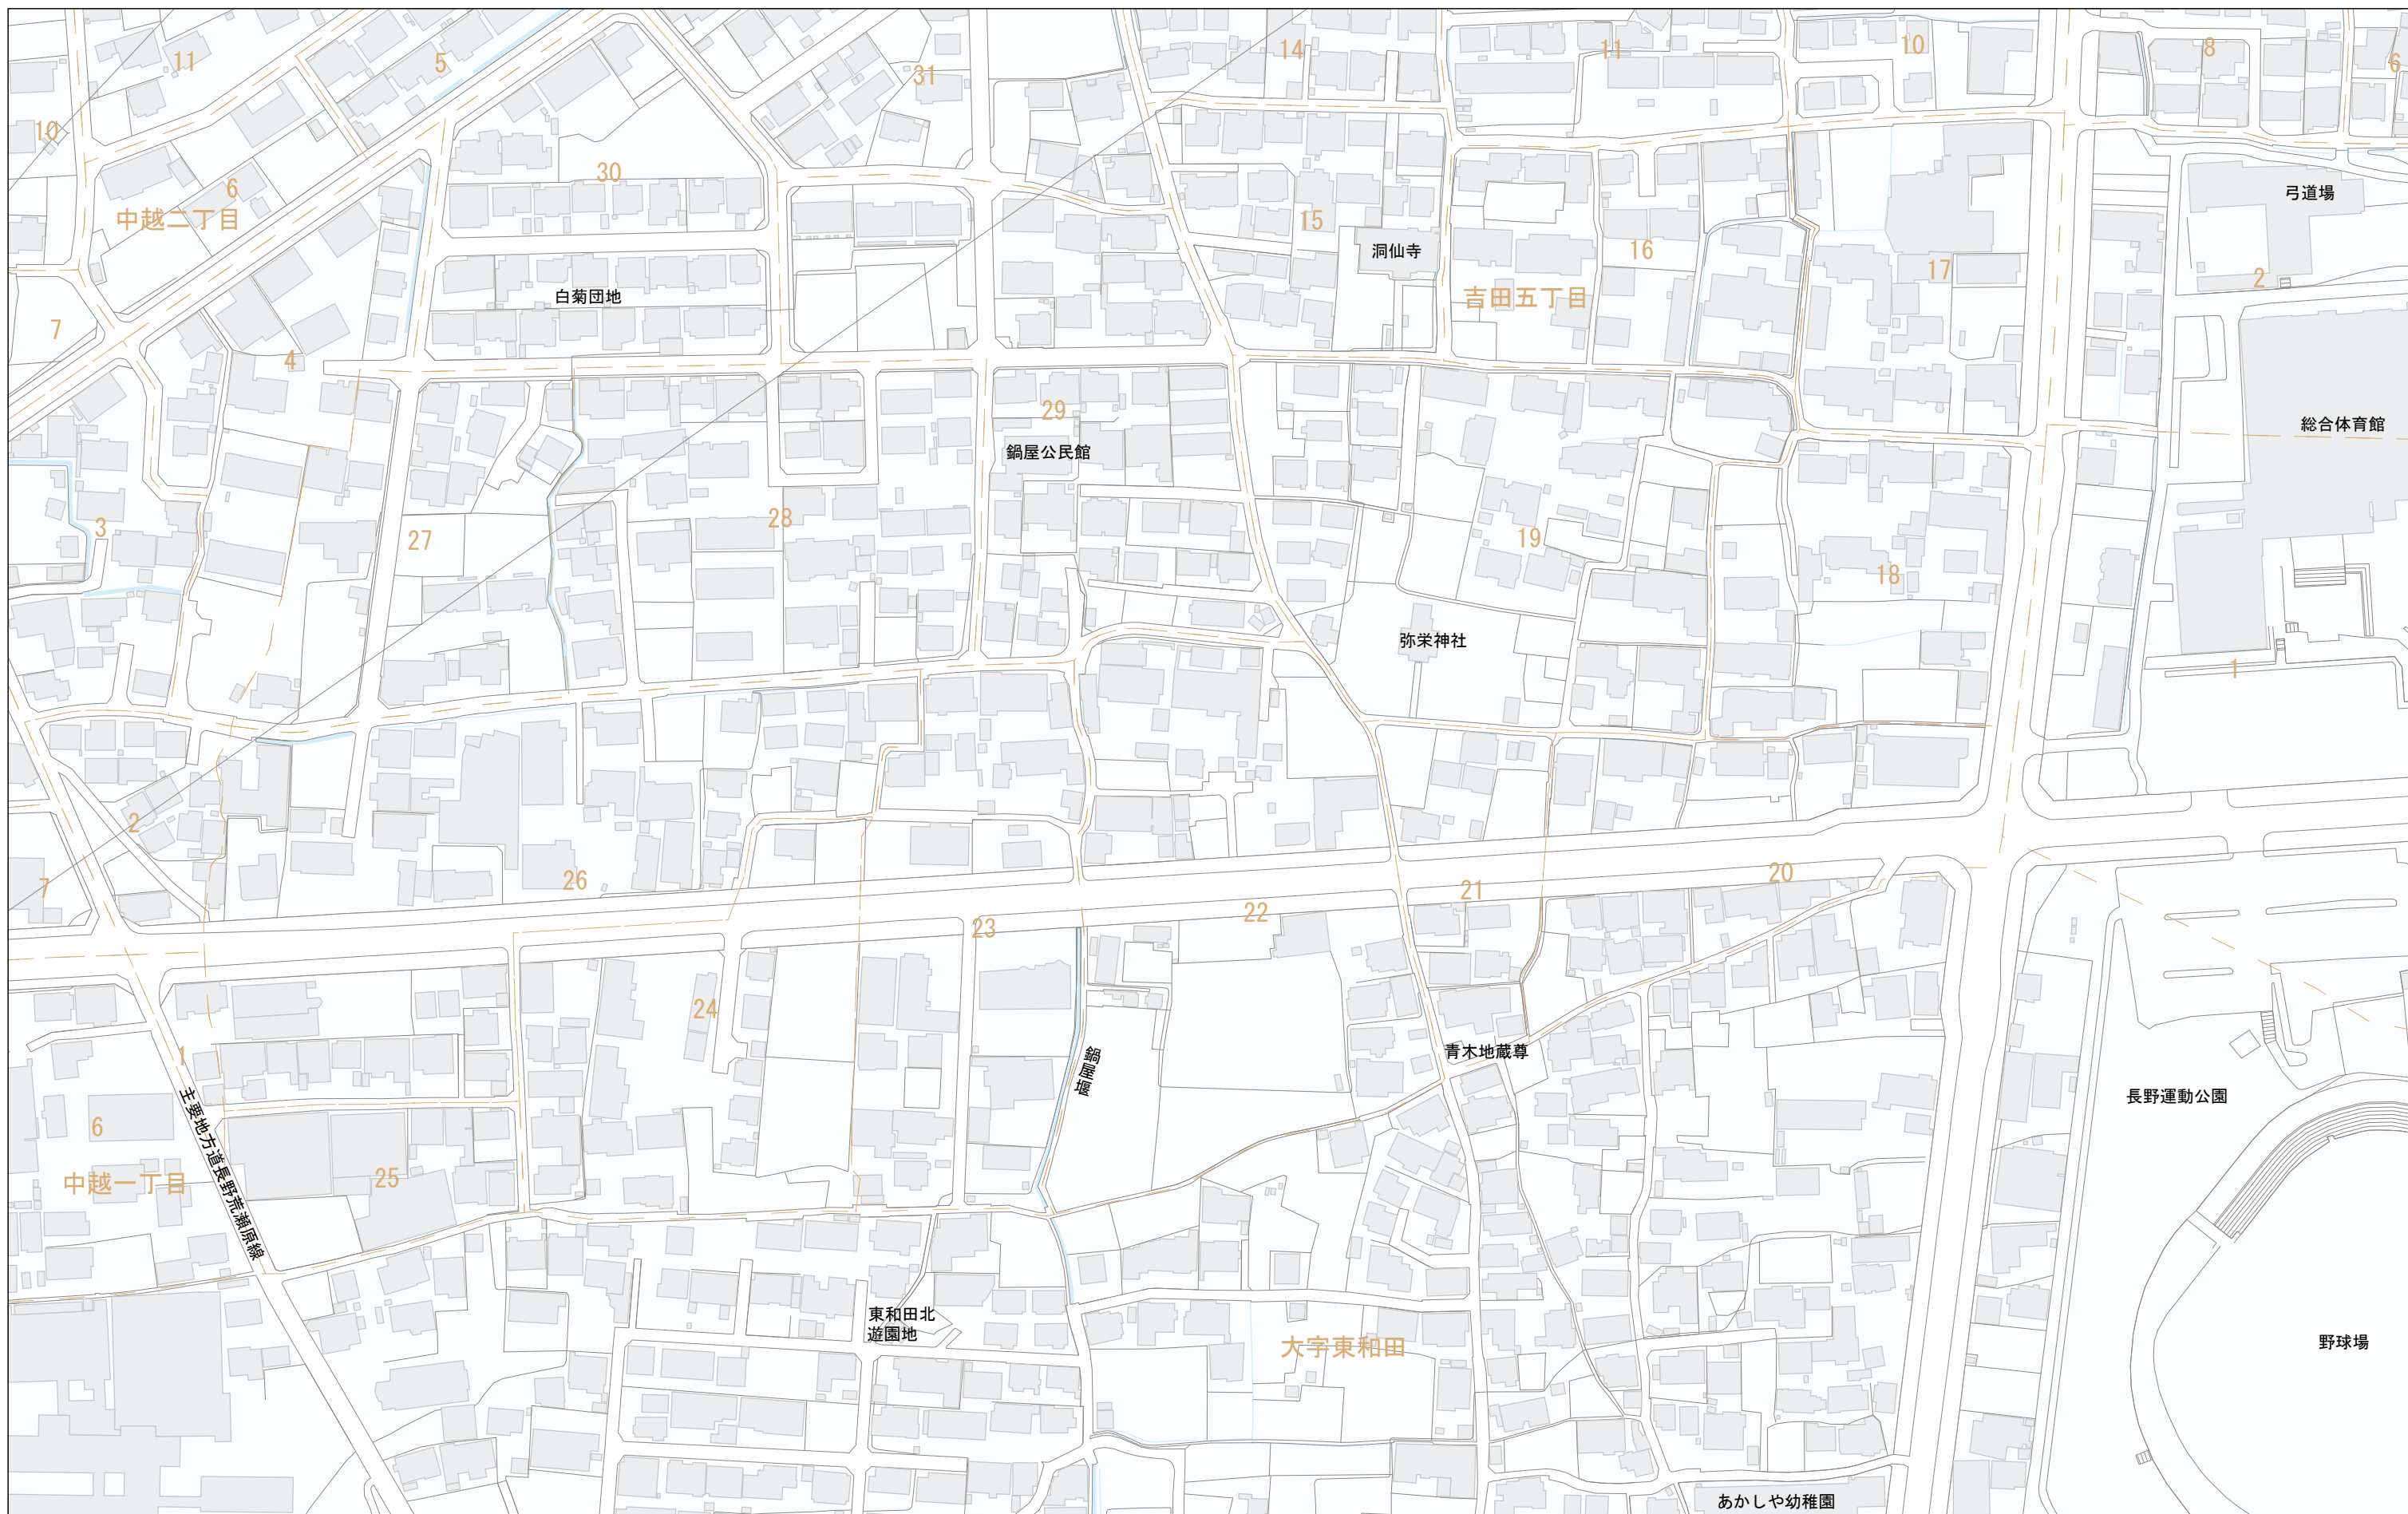 11
5
31
14
11
10
8
6
10
6
30
中越二丁目
15
洞仙寺
16
17
弓道場
2
7
白菊団地
吉田五丁目
4
29
鍋屋公民館
総合体育館
3
27
28
19
18
弥栄神社
1
2
7
26
23
22
21
20
24
1
鍋屋堰
青木地蔵尊
長野運動公園
6
主要地方道長野荒瀬原線
中越一丁目
25
東和田北
遊園地
大字東和田
野球場
あかしや幼稚園